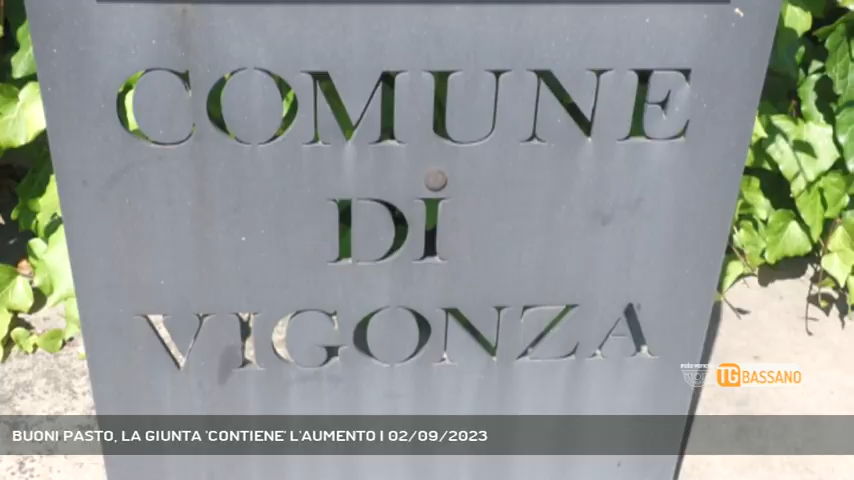 COMUNE
Di
VIGONZA
TG BASSANO
BUONI PASTO, LA GIUNTA 'CONTIENE' L'AUMENTO | 02/09/2023